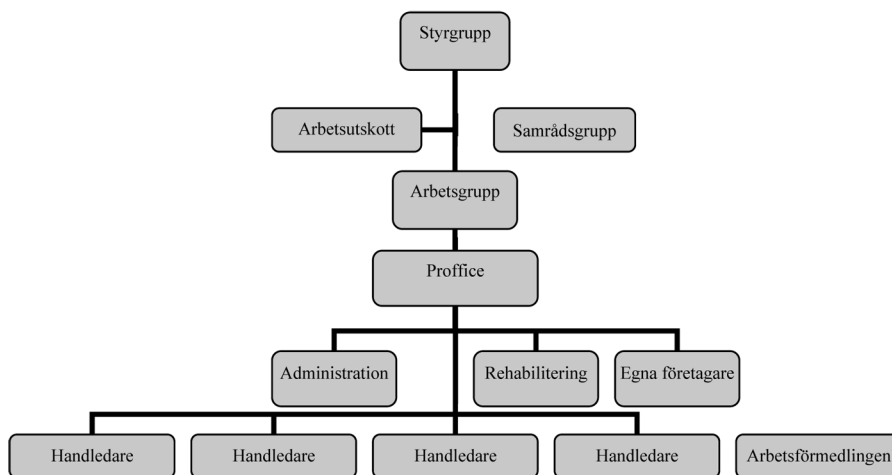 Styrgrupp
Arbetsutskott
Samrådsgrupp
Arbetsgrupp
Proffice
Administration
Rehabilitering
Egna företagare
Handledare
Handledare
Handledare
Handledare
Arbetsförmedlingen